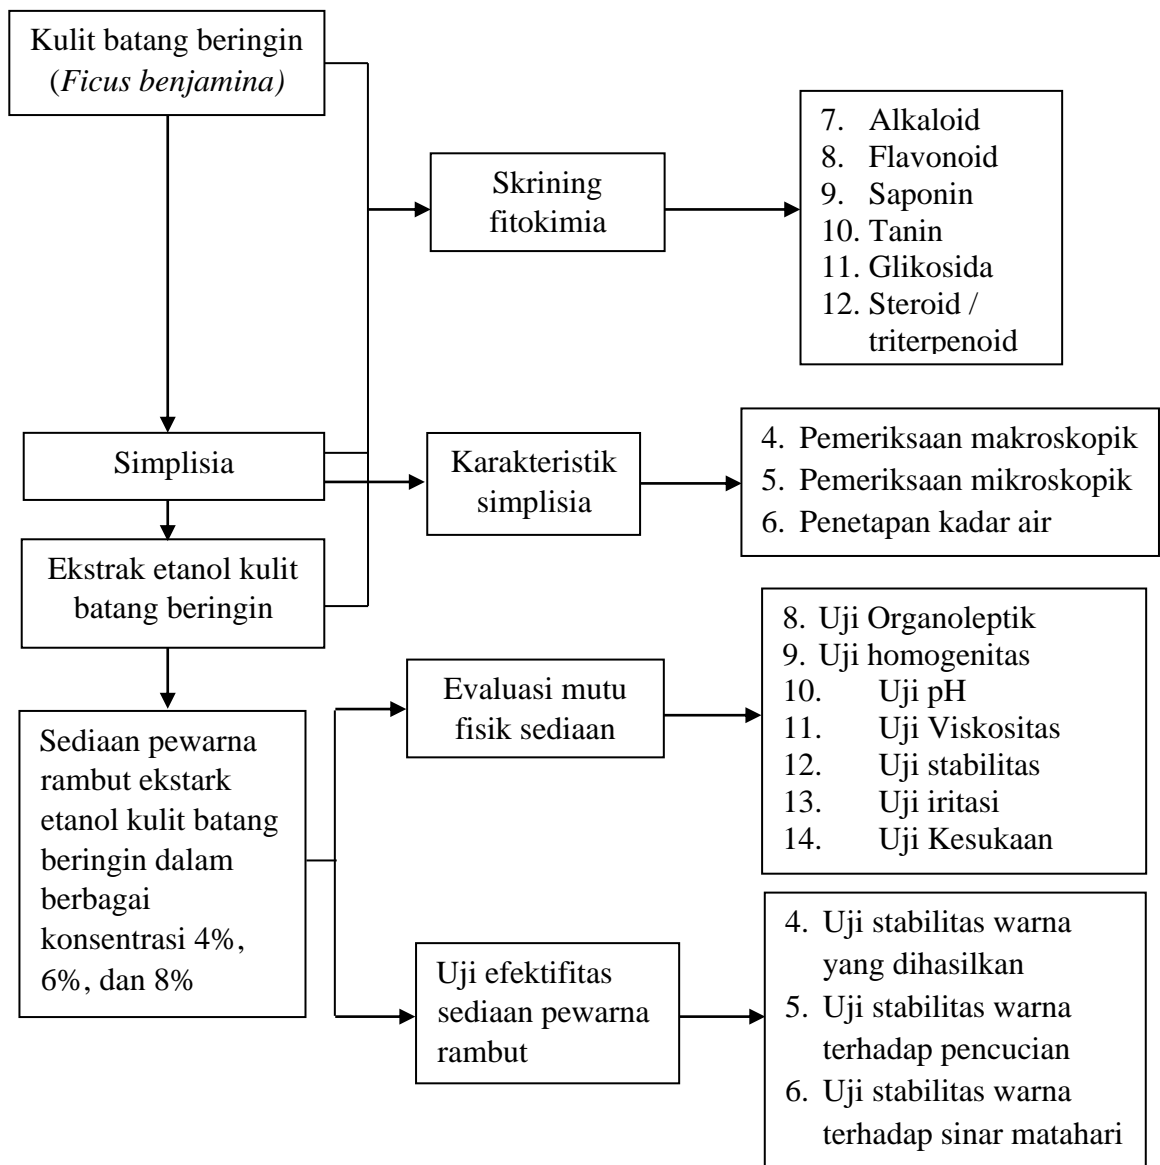 Kulit batang beringin
(Ficus benjamina)
Skrining
fitokimia
7. Alkaloid
8. Flavonoid
9. Saponin
10. Tanin
11. Glikosida
12. Steroid /
triterpenoid
Simplisia
Karakteristik
simplisia
4. Pemeriksaan makroskopik
5. Pemeriksaan mikroskopik
6. Penetapan kadar air
Ekstrak etanol kulit
batang beringin
Evaluasi mutu
fisik sediaan
8. Uji Organoleptik
9. Uji homogenitas
10. Uji pH
11. Uji Viskositas
12. Uji stabilitas
13. Uji iritasi
14. Uji Kesukaan
Sediaan pewarna
rambut ekstark
etanol kulit batang
beringin dalam
berbagai
konsentrasi 4%,
6%, dan 8%
Uji efektifitas
sediaan pewarna
rambut
4. Uji stabilitas warna
yang dihasilkan
5. Uji stabilitas warna
terhadap pencucian
6. Uji stabilitas warna
terhadap sinar matahari